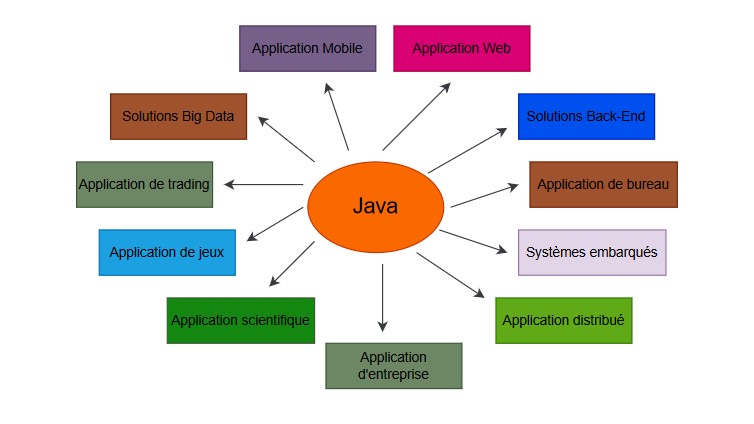 Application Mobile
Application Web
Solutions Big Data
Solutions Back-End
Application de trading
Application de bureau
Java
Application de jeux
Systèmes embarqués
Application scientifique
Application distribué
Application
d'entreprise